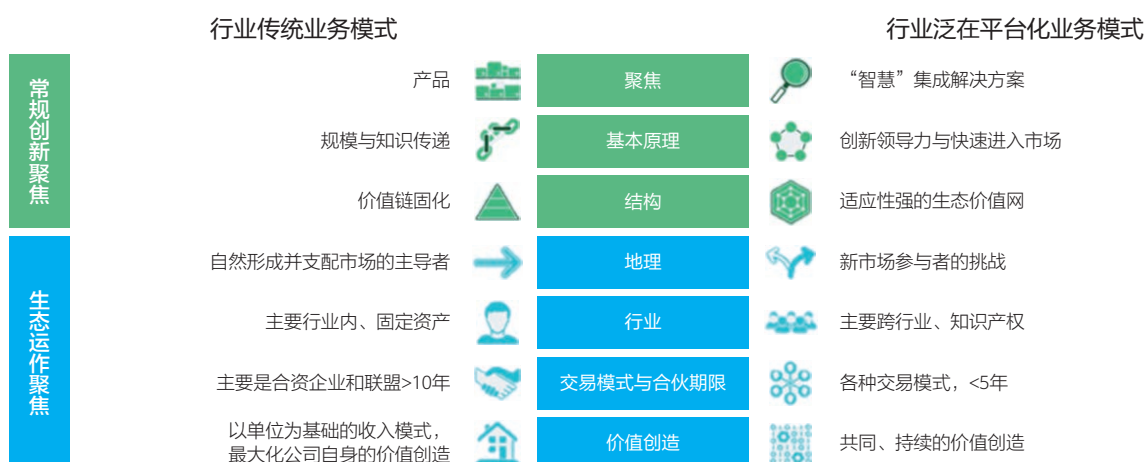 行业传统业务模式
行业泛在平台化业务模式
常规创新聚焦
产品
聚焦
“智慧”集成解决方案
规模与知识传递
基本原理
创新领导力与快速进入市场
价值链固化
结构
适应性强的生态价值网
生态运作聚焦
自然形成并支配市场的主导者
地理
新市场参与者的挑战
主要行业内、固定资产
行业
主要跨行业、知识产权
主要是合资企业和联盟>10年
交易模式与合伙期限
各种交易模式，<5年
以单位为基础的收入模式，
最大化公司自身的价值创造
价值创造
共同、持续的价值创造